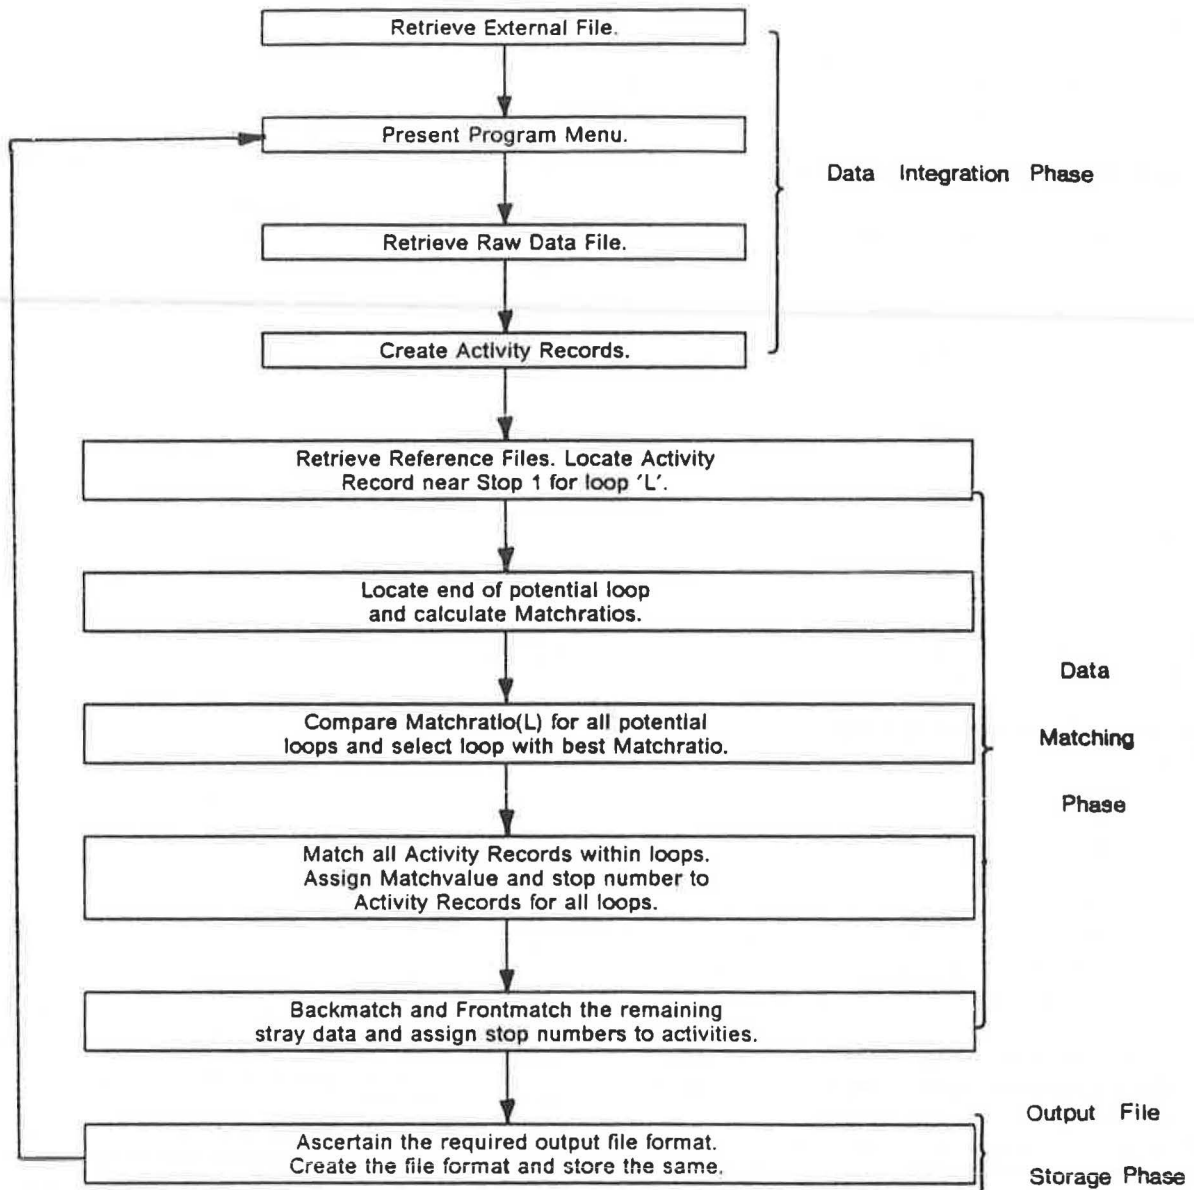 Retrieve External File.
Present Program Menu.
Data Integration Phase
Retrieve Raw Data File.
Create Activity Records.
Retrieve Reference Files. Locate Activity
Record near Stop 1 for loop 'L'.
Locate end of potential loop
and calculate Matchratios.
Compare Matchratio(L) for all potential
loops and select loop with best Matchratio.
Data
Matching
Phase
Match all Activity Records within loops.
Assign Matchvalue and stop number to
Activity Records for all loops.
Backmatch and Frontmatch the remaining
stray data and assign stop numbers to activities.
Ascertain the required output file format.
Create the file format and store the same.
Output File
Storage Phase